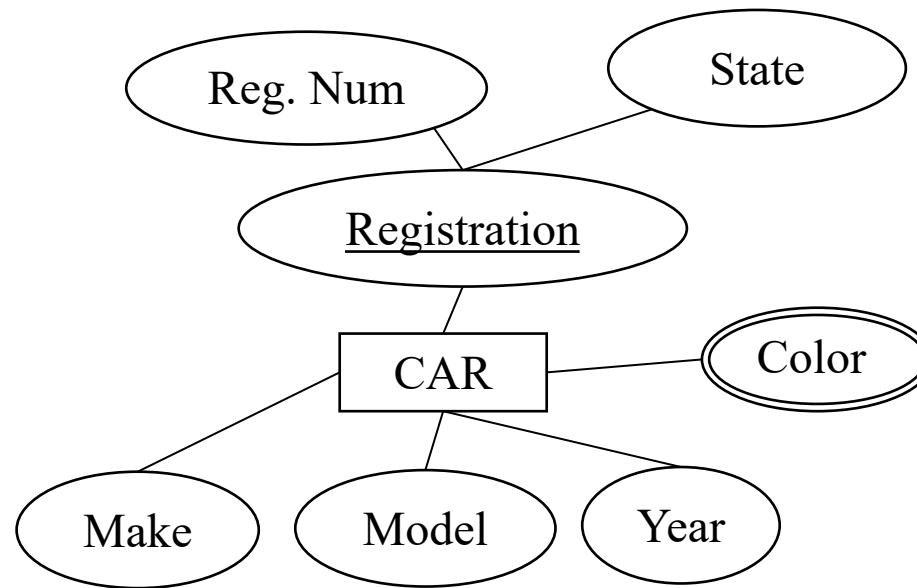 Reg. Num
State
Registration
CAR
Color
Make
Model
Year